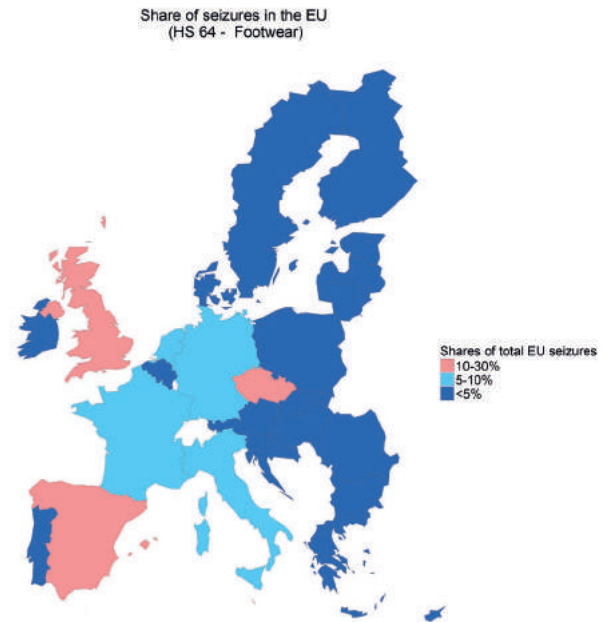 Share of seizures in the EU
(HS 64 - Footwear)
Shares of total EU seizures
10-30%
5-10%
<5%